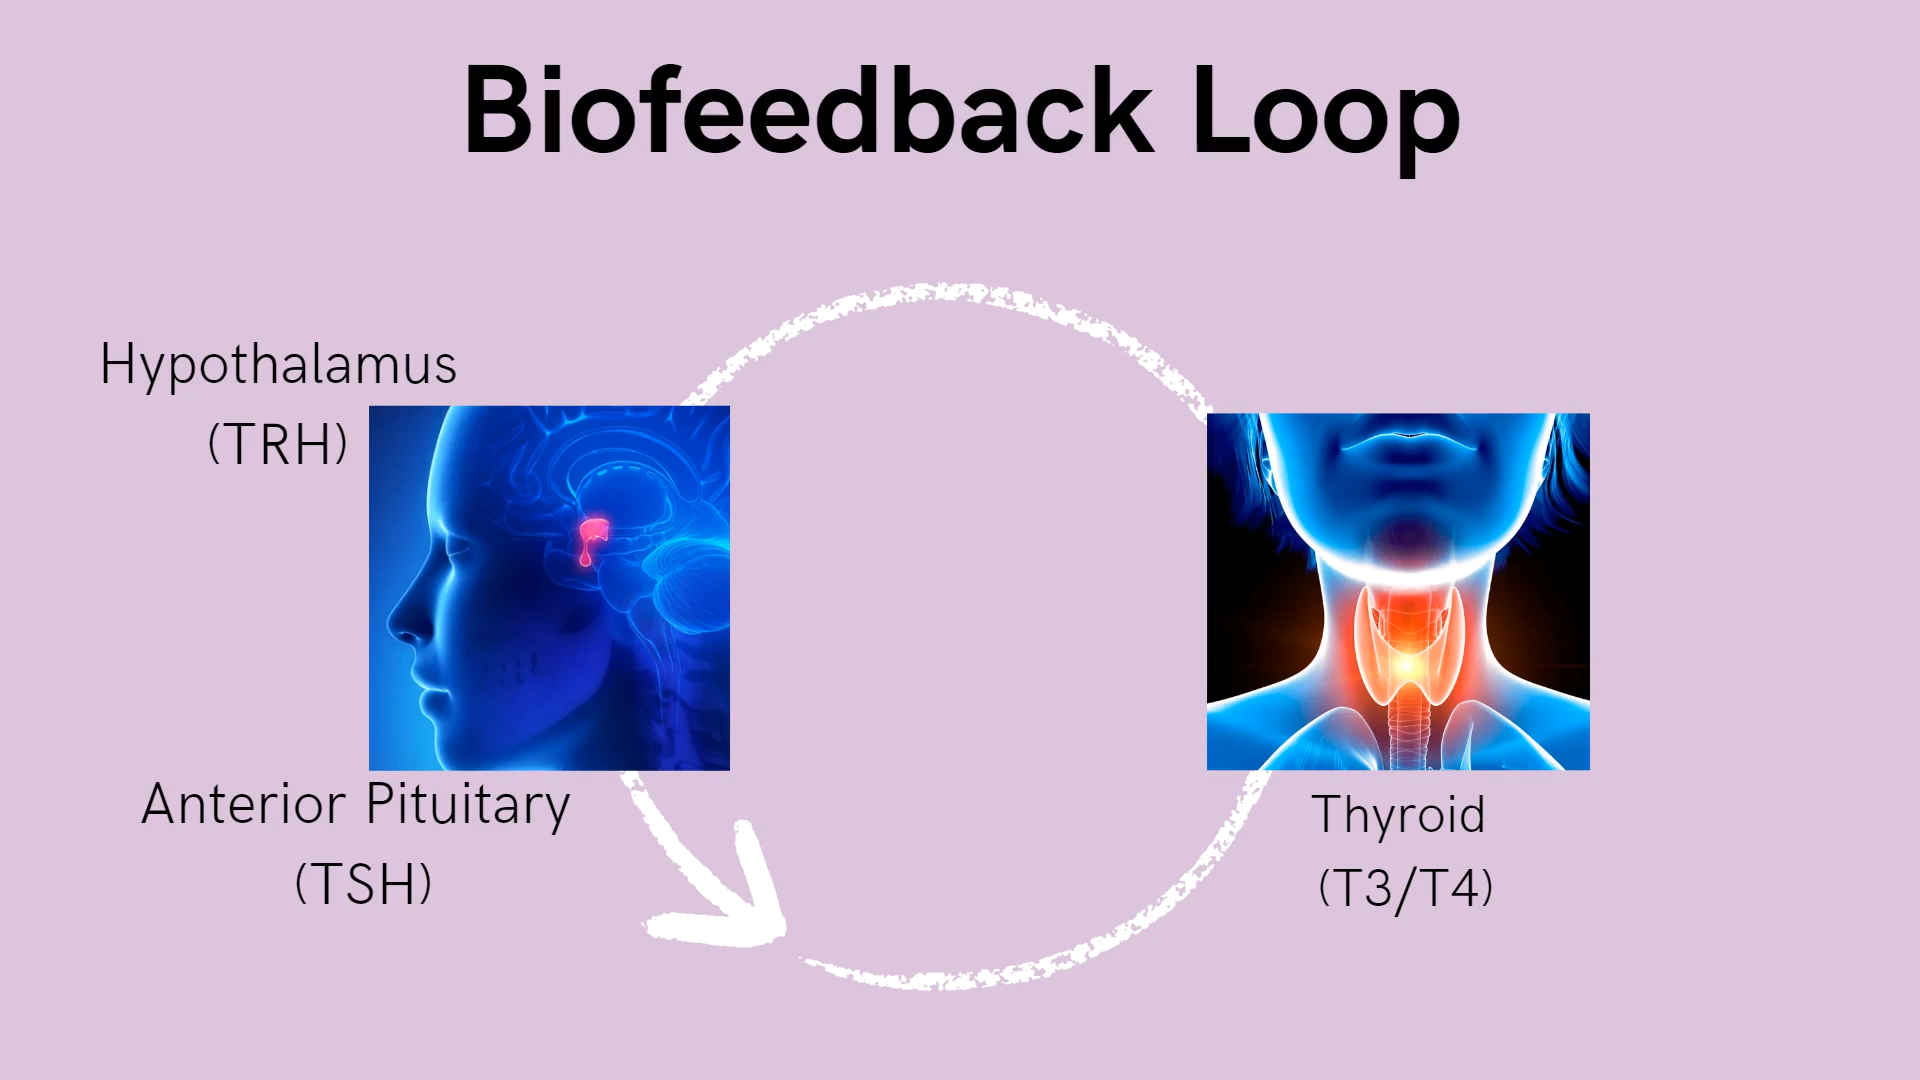 Biofeedback Loop
Hypothalamus
(TRH)
Anterior Pituitary
(TSH)
Thyroid
(T3/T4)